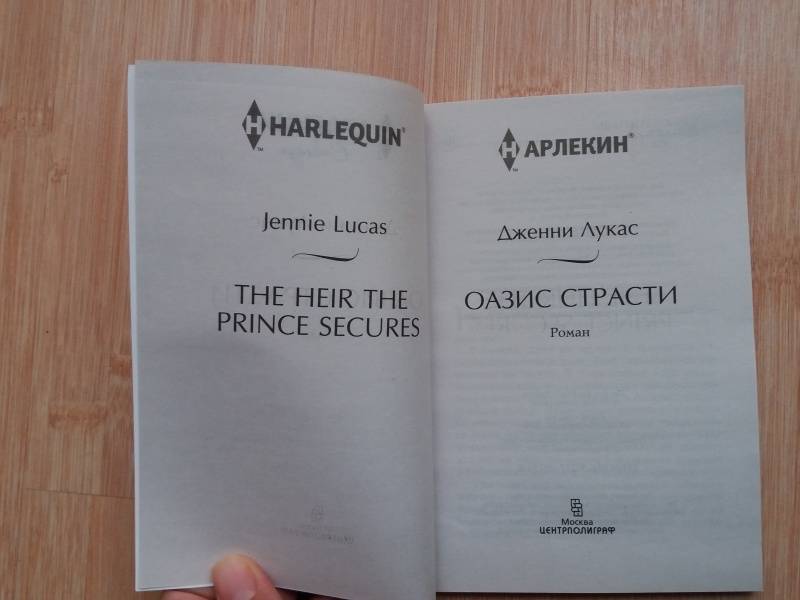 HARLEQUIN®
Jennie Lucas
THE HEIR THE
PRINCE SECURES
АРЛЕКИН®
Дженни Лукас
ОАЗИС СТРАСТИ
Роман
Москва
ЦЕНТРПОЛИГРАФ